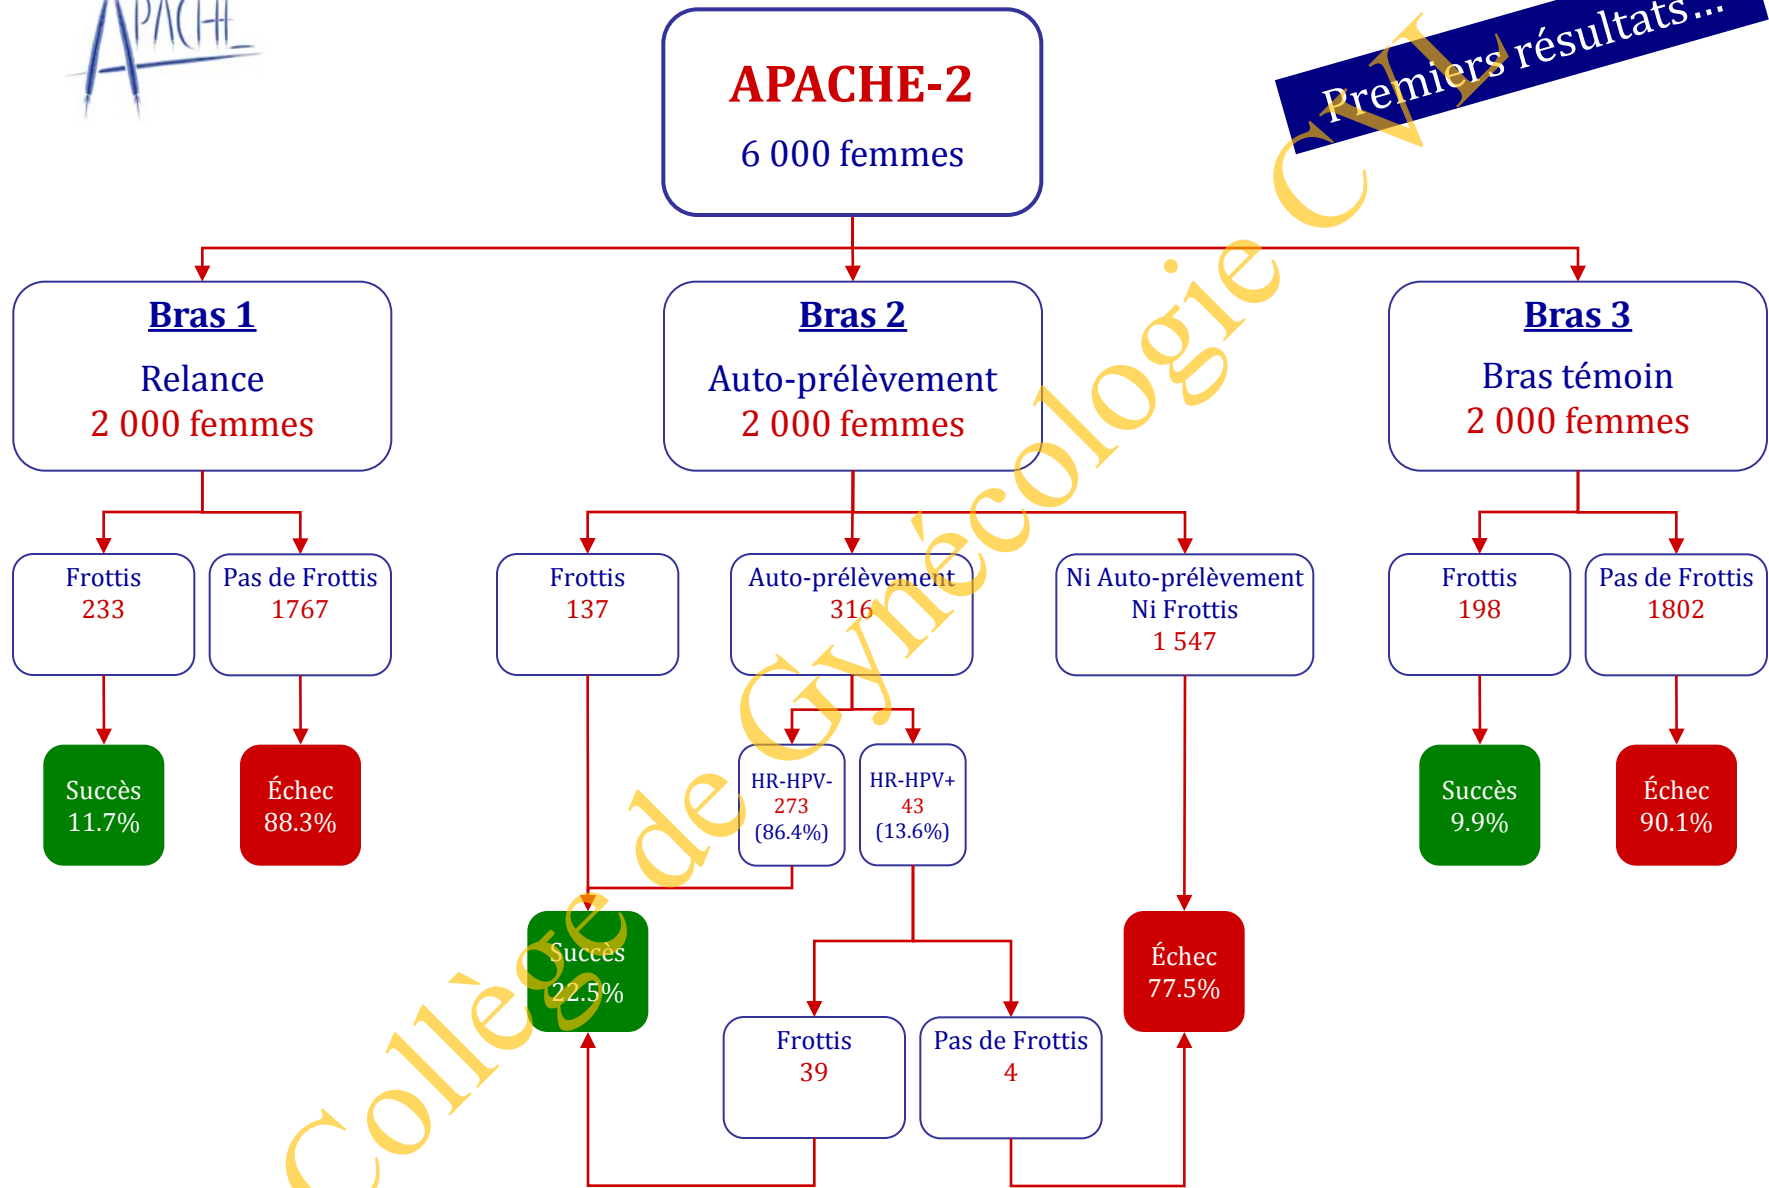 APACHE
Premiers résultats...
APACHE-2
6 000 femmes
Bras 1
Relance
2 000 femmes
Bras 2
Auto-prélèvement
2 000 femmes
Bras 3
Bras témoin
2 000 femmes
Frottis
233
Pas de Frottis
1767
Frottis
137
Auto-prélèvement
316
Ni Auto-prélèvement
Ni Frottis
1 547
Frottis
198
Pas de Frottis
1802
Succès
11.7%
Échec
88.3%
HR-HPV-
273
(86.4%)
HR-HPV+
43
(13.6%)
Succès
9.9%
Échec
90.1%
Succès
22.5%
Échec
77.5%
Frottis
39
Pas de Frottis
4
Collège de Gynécologie CVL